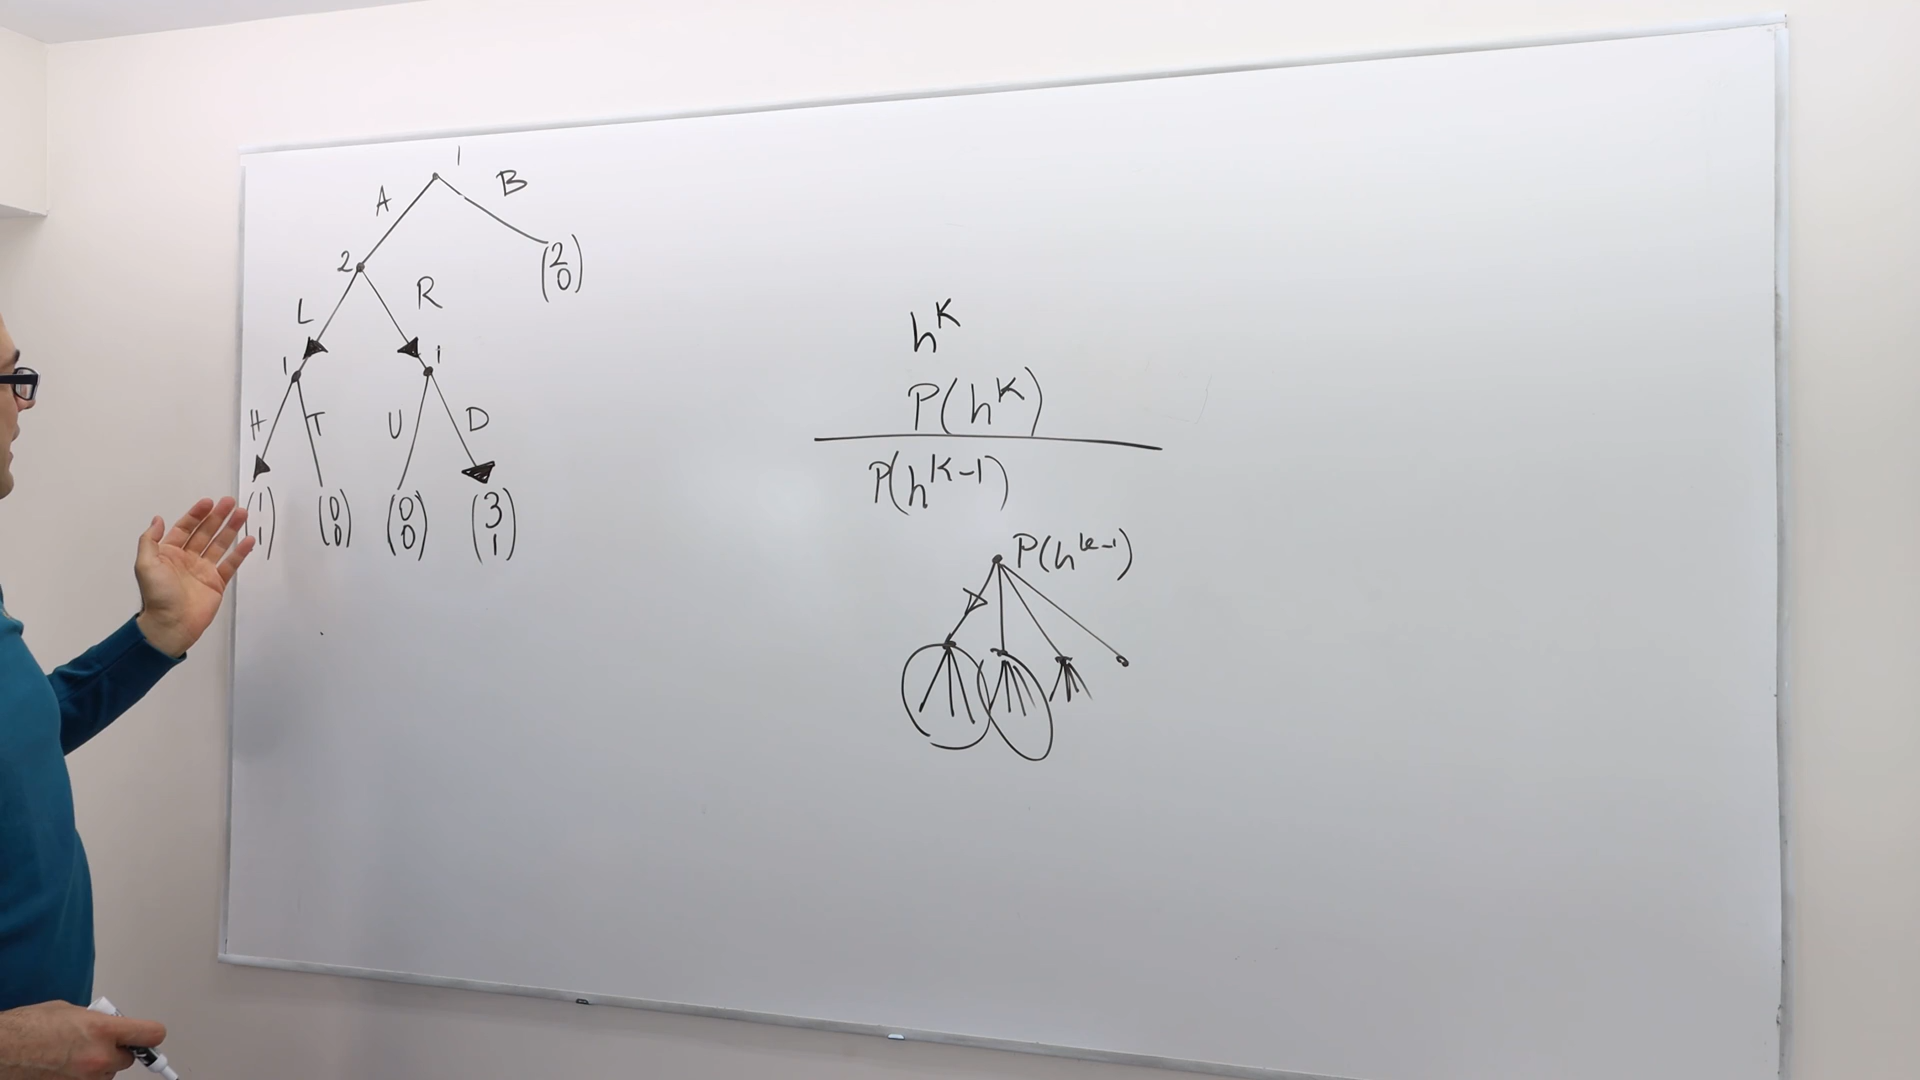 1
A B
2
(2
0)
L R
1 1
H T U D
(1
1) (0
0) (0
0) (3
1)
h^K
P(h^K)
P(h^{K-1})
P(h^{k-1})